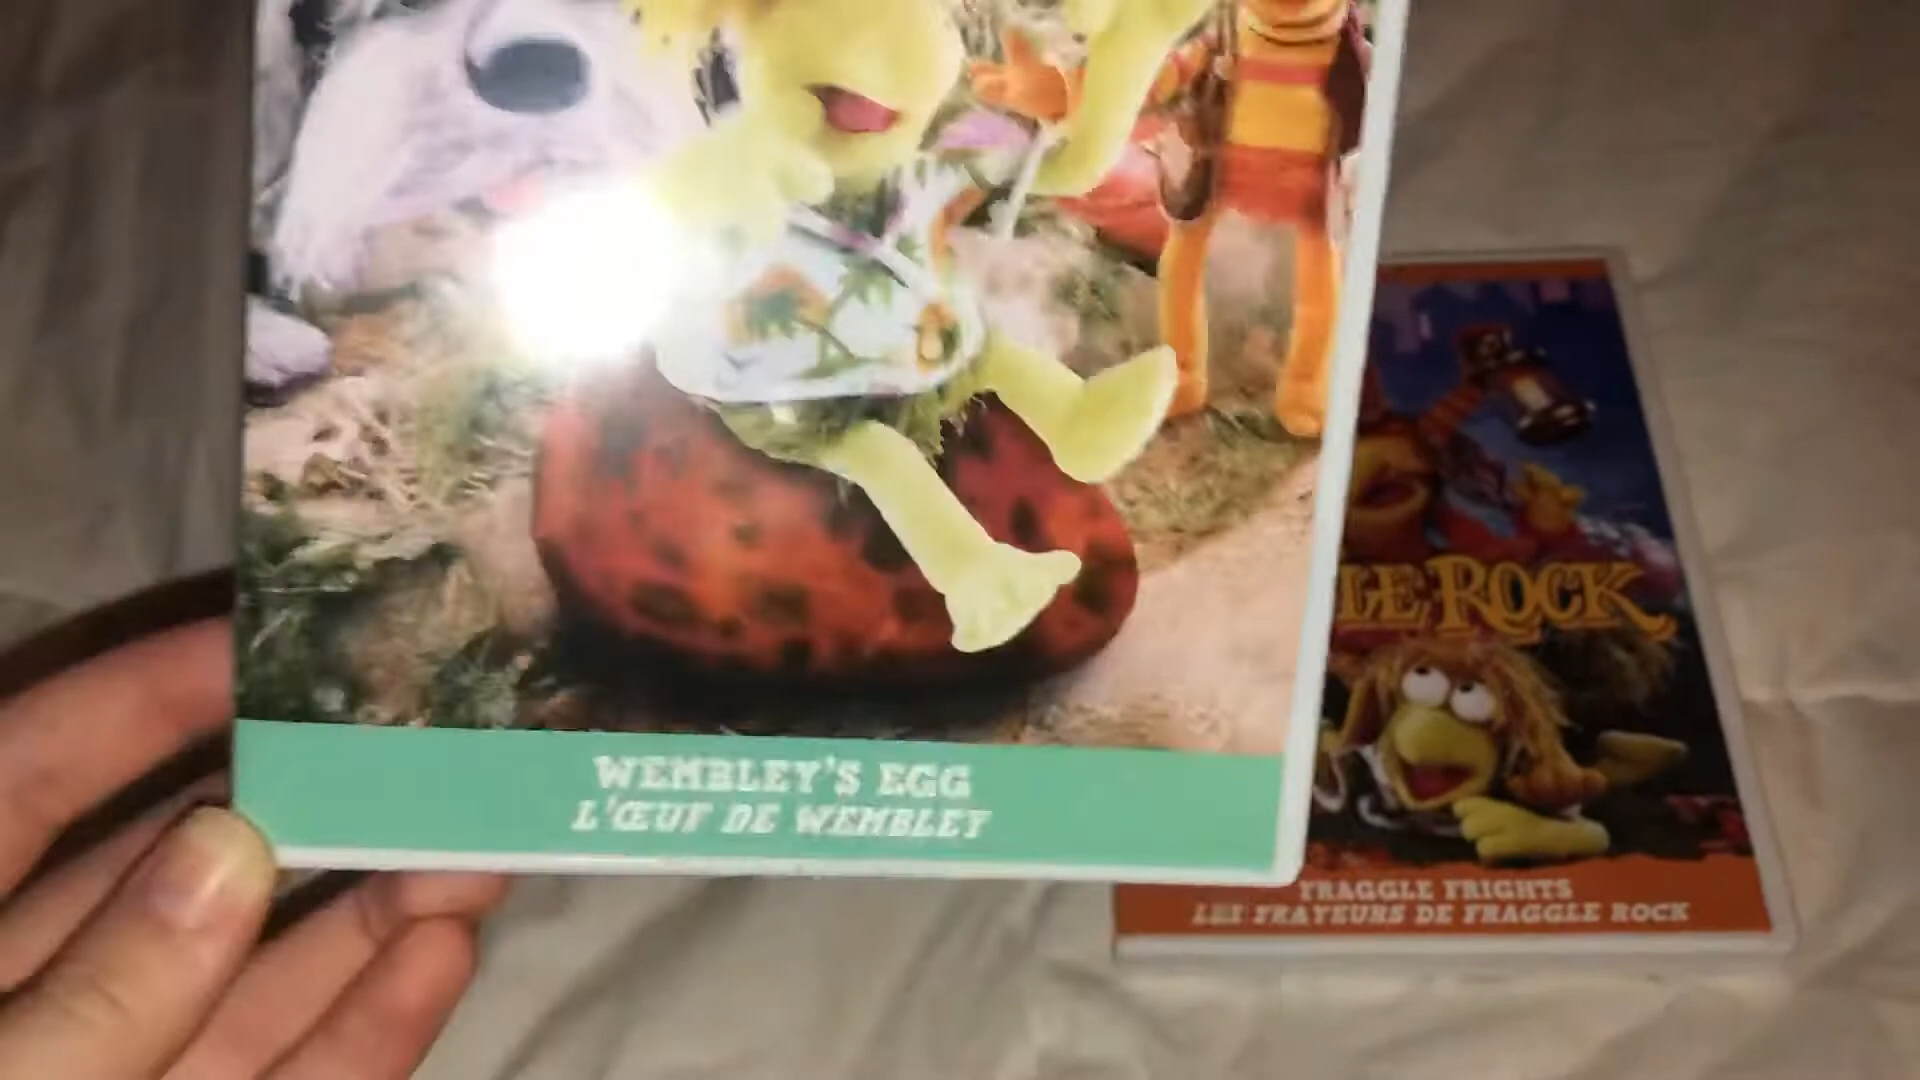 WEMBLEY'S EGG
L'ŒUF DE WEMBLEY
LE ROCK
FRAGGLE FRIGHTS
LES FRAYEURS DE FRAGGLE ROCK